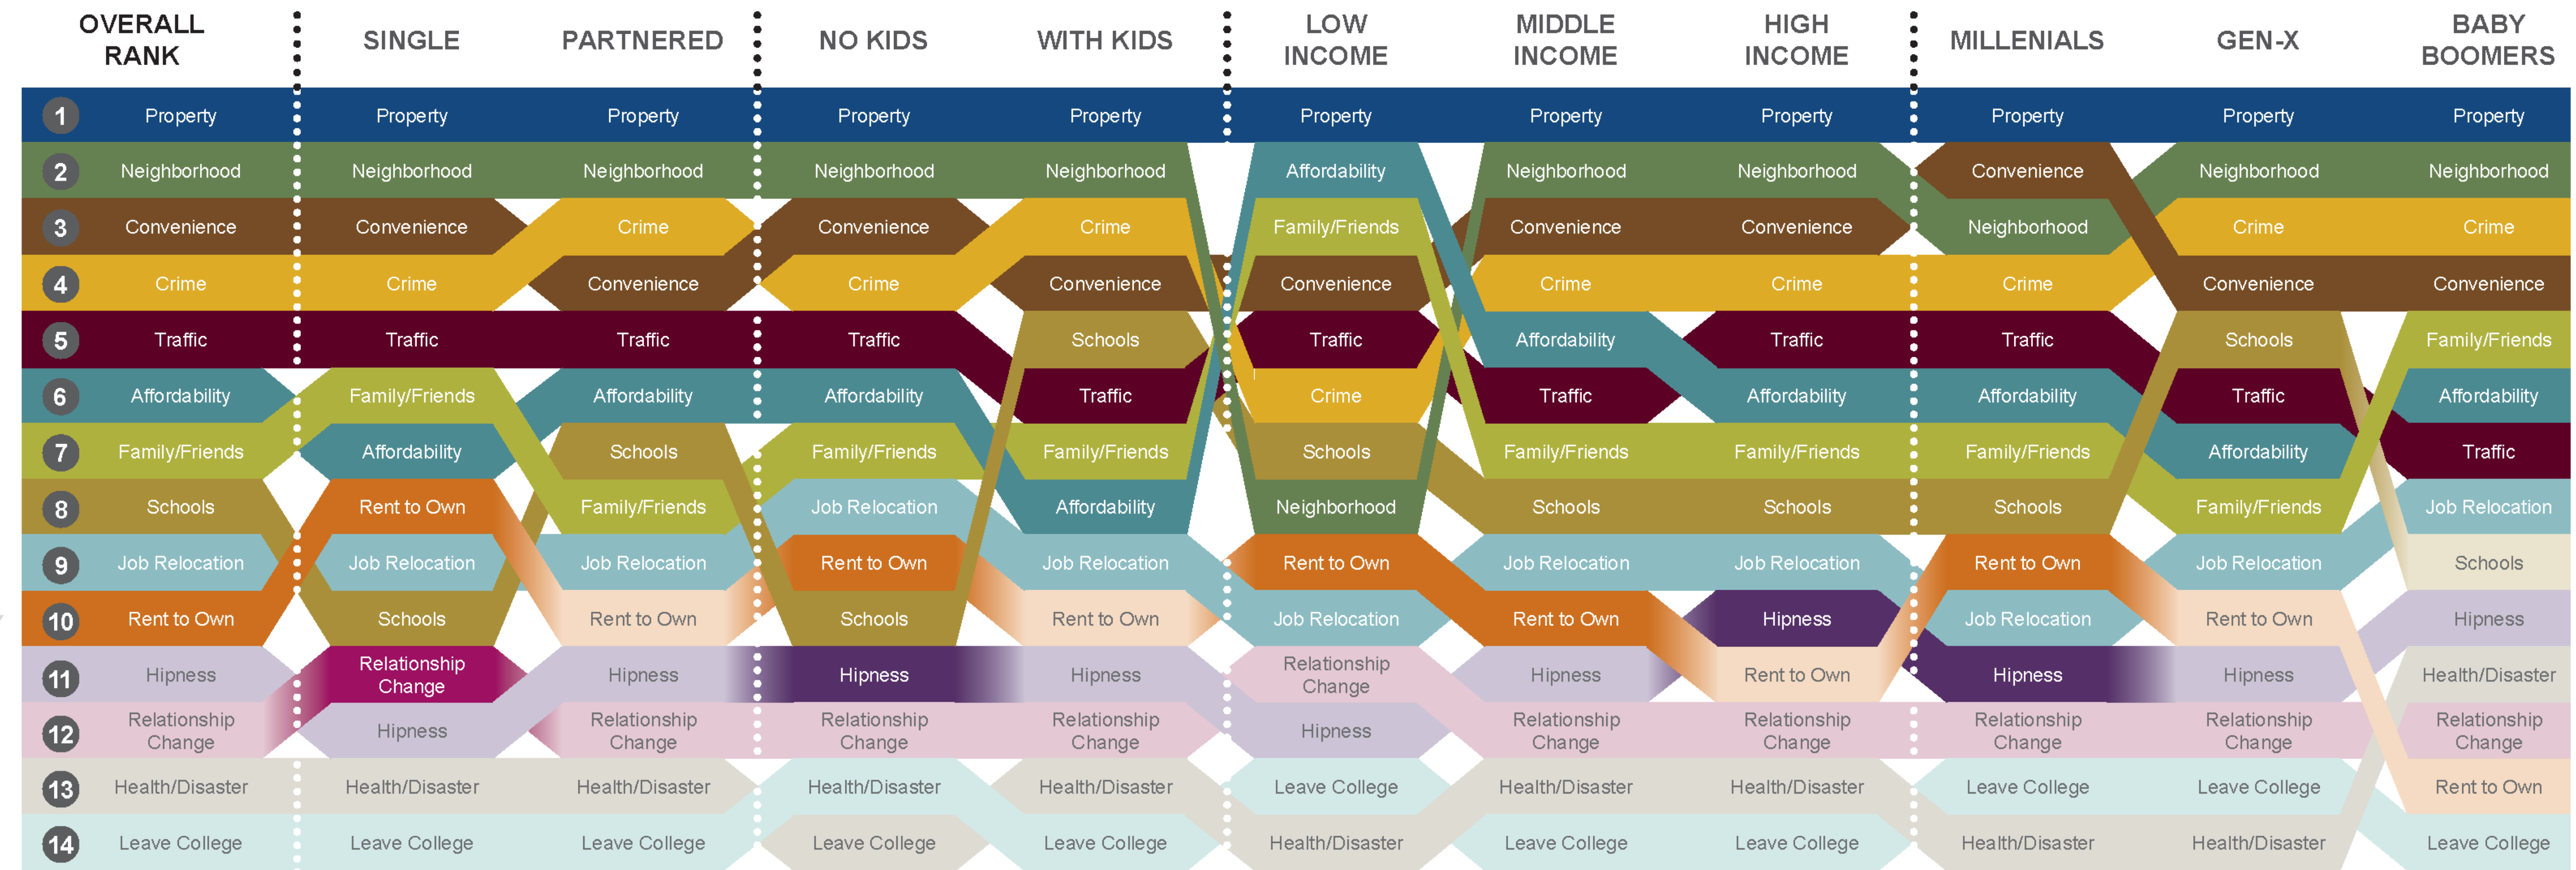 OVERALL RANK SINGLE PARTNERED NO KIDS WITH KIDS LOW INCOME MIDDLE INCOME HIGH INCOME MILLENIALS GEN-X BABY BOOMERS
1 Property Property Property Property Property Property Property Property Property Property Property
2 Neighborhood Neighborhood Neighborhood Neighborhood Neighborhood Affordability Neighborhood Neighborhood Convenience Neighborhood Neighborhood
3 Convenience Convenience Crime Convenience Crime Family/Friends Convenience Convenience Neighborhood Crime Crime
4 Crime Crime Convenience Crime Convenience Convenience Crime Crime Crime Convenience Convenience
5 Traffic Traffic Traffic Traffic Schools Traffic Affordability Traffic Traffic Schools Family/Friends
6 Affordability Family/Friends Affordability Affordability Traffic Crime Traffic Affordability Affordability Traffic Affordability
7 Family/Friends Affordability Schools Family/Friends Family/Friends Schools Family/Friends Family/Friends Family/Friends Affordability Traffic
8 Schools Rent to Own Family/Friends Job Relocation Affordability Neighborhood Schools Schools Schools Family/Friends Job Relocation
9 Job Relocation Job Relocation Job Relocation Rent to Own Job Relocation Rent to Own Job Relocation Job Relocation Rent to Own Job Relocation Schools
10 Rent to Own Schools Rent to Own Schools Rent to Own Job Relocation Rent to Own Hipness Job Relocation Rent to Own Hipness
11 Hipness Relationship Change Hipness Hipness Hipness Relationship Change Hipness Rent to Own Hipness Hipness Health/Disaster
12 Relationship Change Hipness Relationship Change Relationship Change Relationship Change Hipness Relationship Change Relationship Change Relationship Change Relationship Change Relationship Change
13 Health/Disaster Health/Disaster Health/Disaster Health/Disaster Health/Disaster Leave College Health/Disaster Health/Disaster Leave College Leave College Rent to Own
14 Leave College Leave College Leave College Leave College Leave College Health/Disaster Leave College Leave College Health/Disaster Health/Disaster Leave College